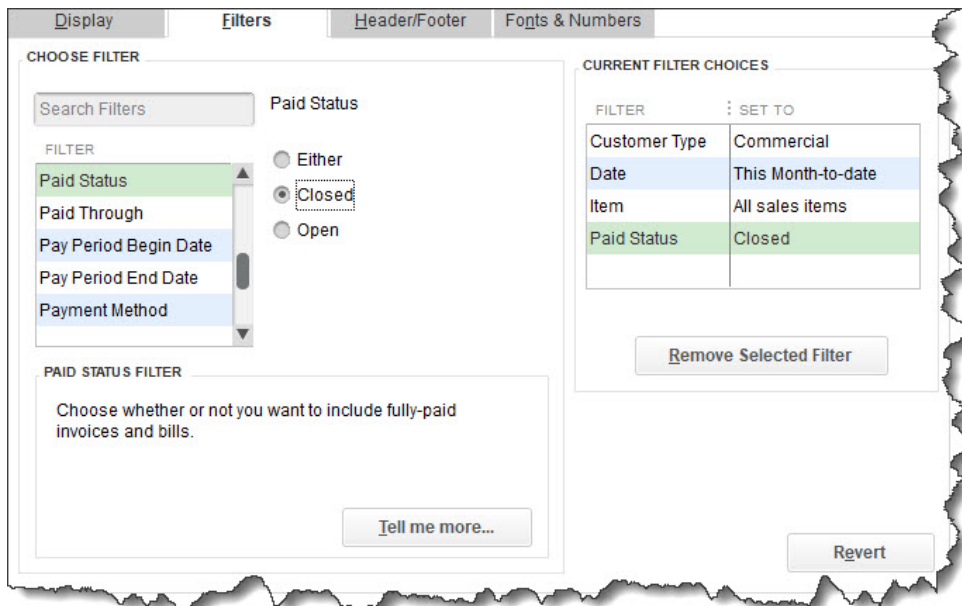 Display
Filters
Header/Footer
Fonts & Numbers
CHOOSE FILTER
Search Filters
FILTER
Paid Status
Paid Through
Pay Period Begin Date
Pay Period End Date
Payment Method
Paid Status
Either
Closed
Open
PAID STATUS FILTER
Choose whether or not you want to include fully-paid
invoices and bills.
Tell me more...
CURRENT FILTER CHOICES
FILTER SET TO
Customer Type Commercial
Date This Month-to-date
Item All sales items
Paid Status Closed
Remove Selected Filter
Revert